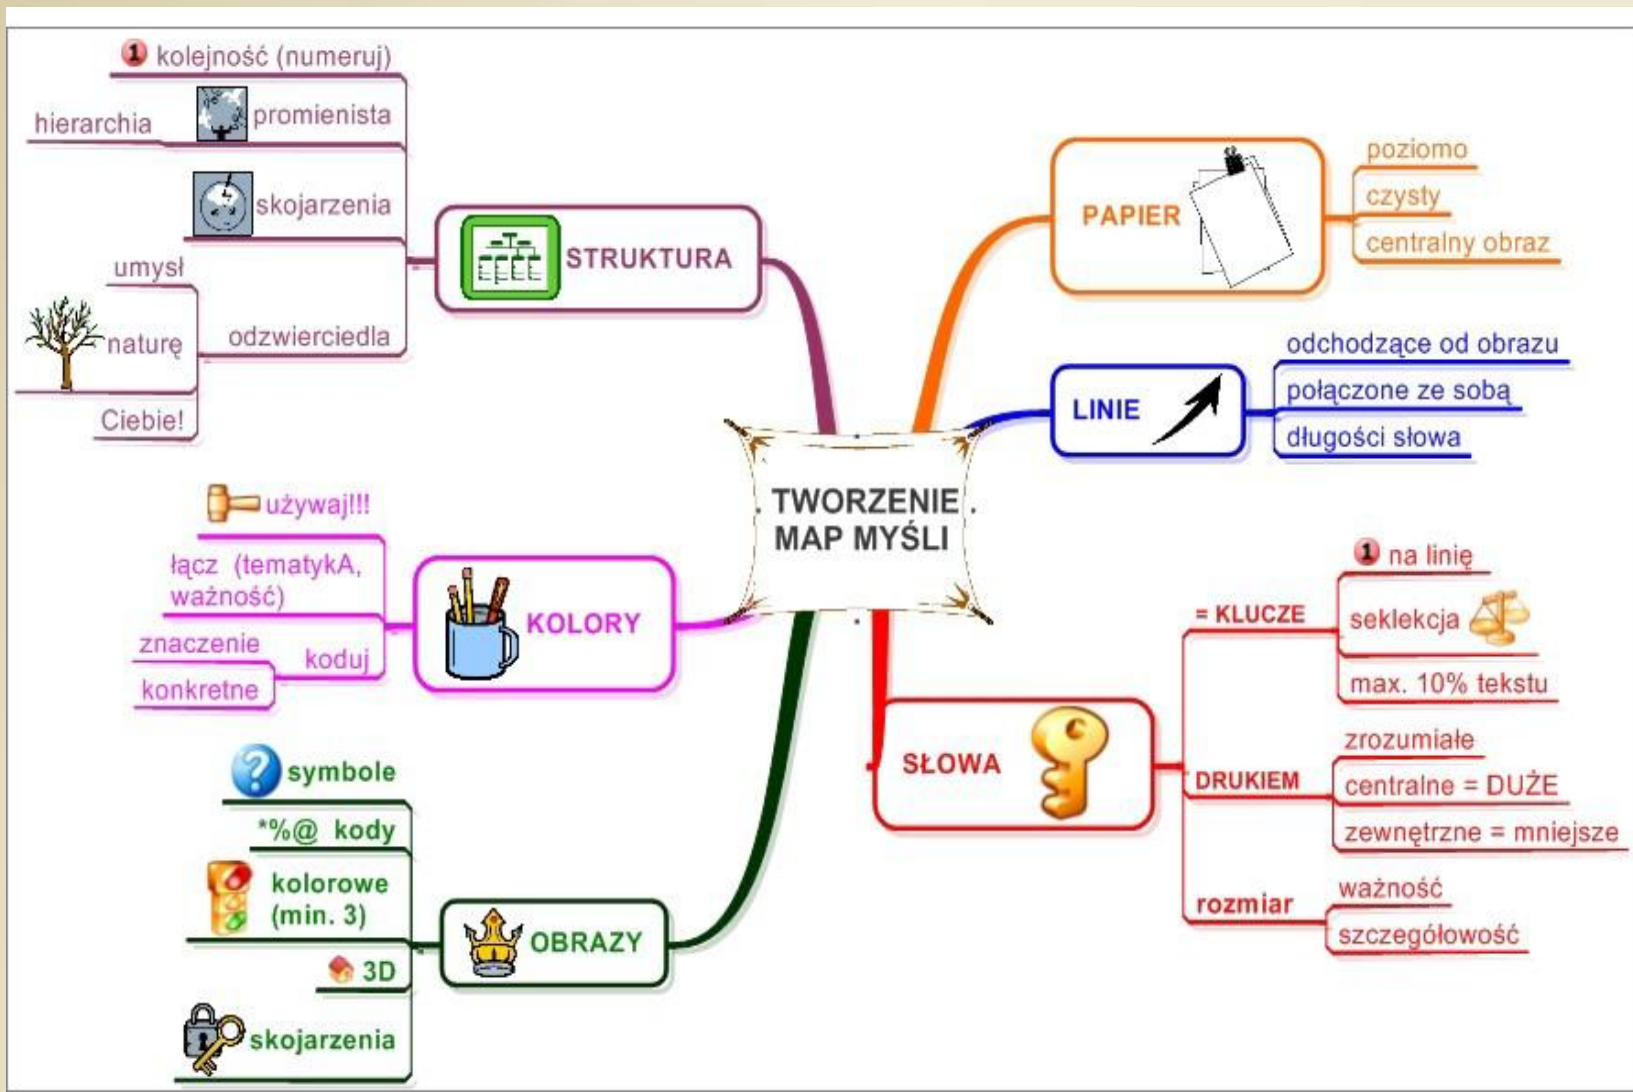 TWORZENIE
MAP MYŚLI
PAPIER
poziomo
czysty
centralny obraz
LINIE
odchodzące od obrazu
połączone ze sobą
długości słowa
SŁOWA
= KLUCZE
1 na linię
seklekcja
max. 10% tekstu
DRUKIEM
zrozumiałe
centralne = DUŻE
zewnętrzne = mniejsze
rozmiar
ważność
szczegółowość
OBRAZY
? symbole
*%@ kody
kolorowe
(min. 3)
3D
skojarzenia
KOLORY
używaj!!!
łącz (tematykA,
ważność)
koduj
znaczenie
konkretne
STRUKTURA
1 kolejność (numeruj)
promienista
hierarchia
skojarzenia
odzwierciedla
umysł
naturę
Ciebie!